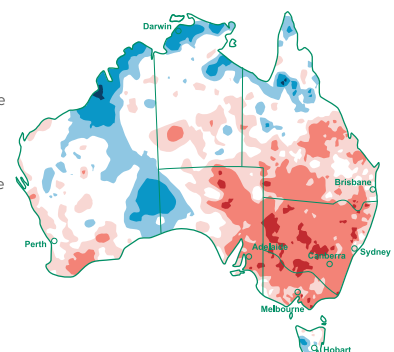 Darwin
e
e
Brisbane
Perth
Adelaide
Canberra
Sydney
Melbourne
Hobart